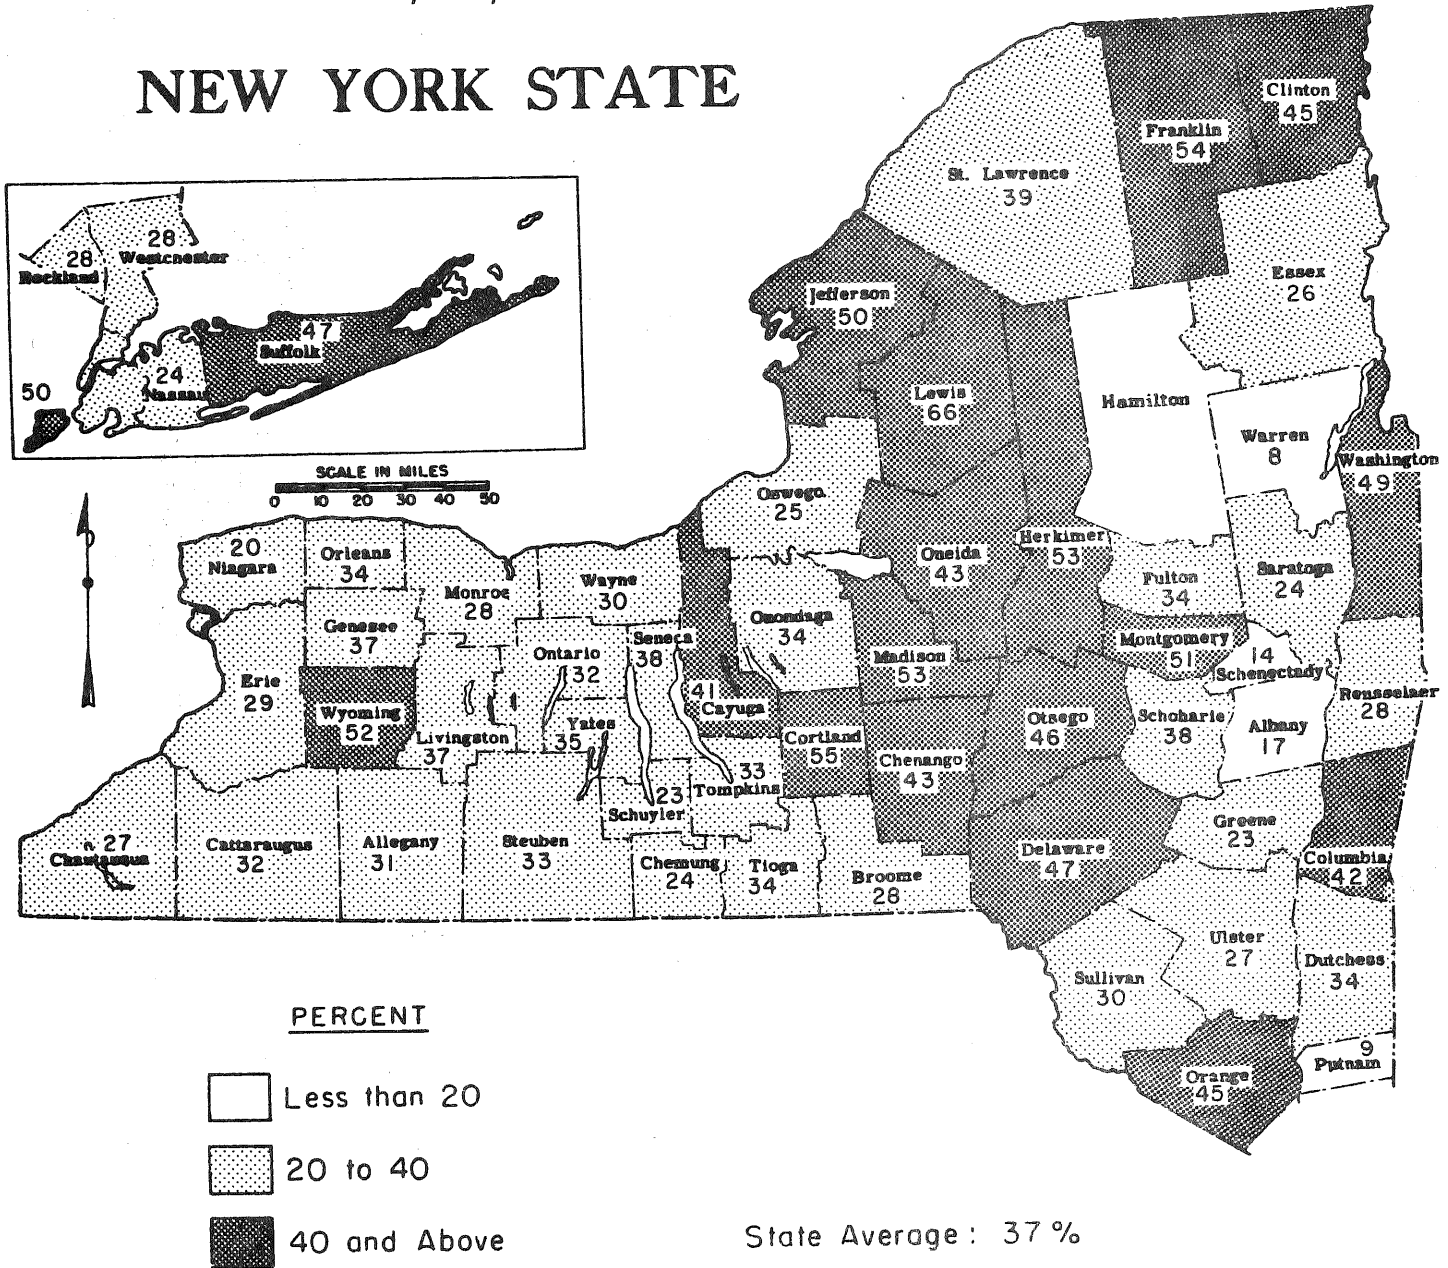 NEW YORK STATE
Clinton
45
Franklin
54
St. Lawrence
39
28
Westchester
28
Rockland
Essex
26
Jefferson
50
47
Suffolk
24
Nassau
50
Lewis
66
Hamilton
Warren
8
Washington
49
SCALE IN MILES
0 10 20 30 40 50
Oswego
25
Herkimer
53
Oneida
43
20
Niagara
Orleans
34
Monroe
28
Wayne
30
Fulton
34
Saratoga
24
Genesee
37
Onondaga
34
Seneca
38
Montgomery
51
Ontario
32
Madison
53
14
Schenectady
Erie
29
41
Cayuga
Rensselaer
28
Wyoming
52
Livingston
37
Yates
35
Cortland
55
Otsego
46
Schoharie
38
Albany
17
Chenango
43
33
Tompkins
23
Schuyler
27
Chautauqua
Cattaraugus
32
Allegany
31
Steuben
33
Chemung
24
Tioga
34
Broome
28
Delaware
47
Greene
23
Columbia
42
Ulster
27
Dutchess
34
Sullivan
30
9
Putnam
Orange
45
PERCENT
Less than 20
20 to 40
40 and Above
State Average: 37%